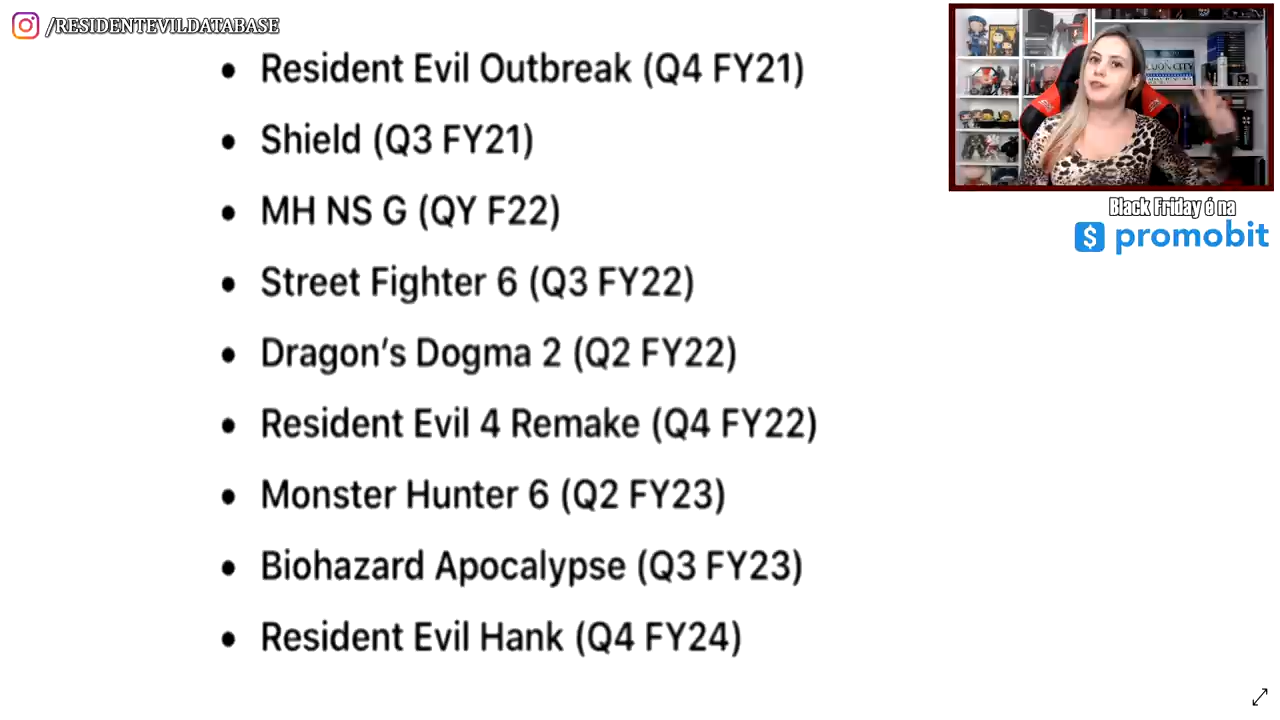 /RESIDENTEVILDATABASE
• Resident Evil Outbreak (Q4 FY21)
• Shield (Q3 FY21)
• MH NS G (QY F22)
• Street Fighter 6 (Q3 FY22)
• Dragon's Dogma 2 (Q2 FY22)
• Resident Evil 4 Remake (Q4 FY22)
• Monster Hunter 6 (Q2 FY23)
• Biohazard Apocalypse (Q3 FY23)
• Resident Evil Hank (Q4 FY24)
Black Friday é na
$ promobit